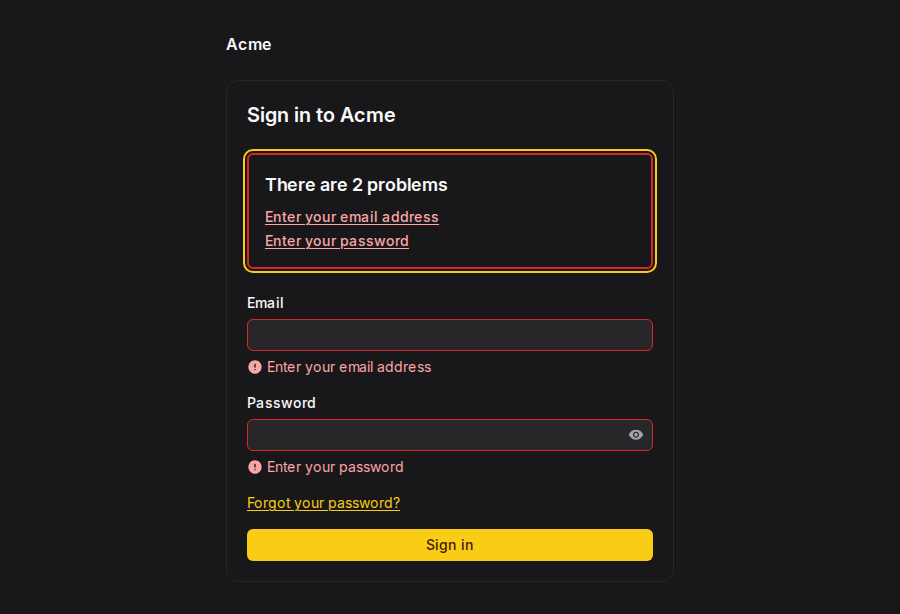 Acme
Sign in to Acme
There are 2 problems
Enter your email address
Enter your password
Email
Enter your email address
Password
Enter your password
Forgot your password?
Sign in